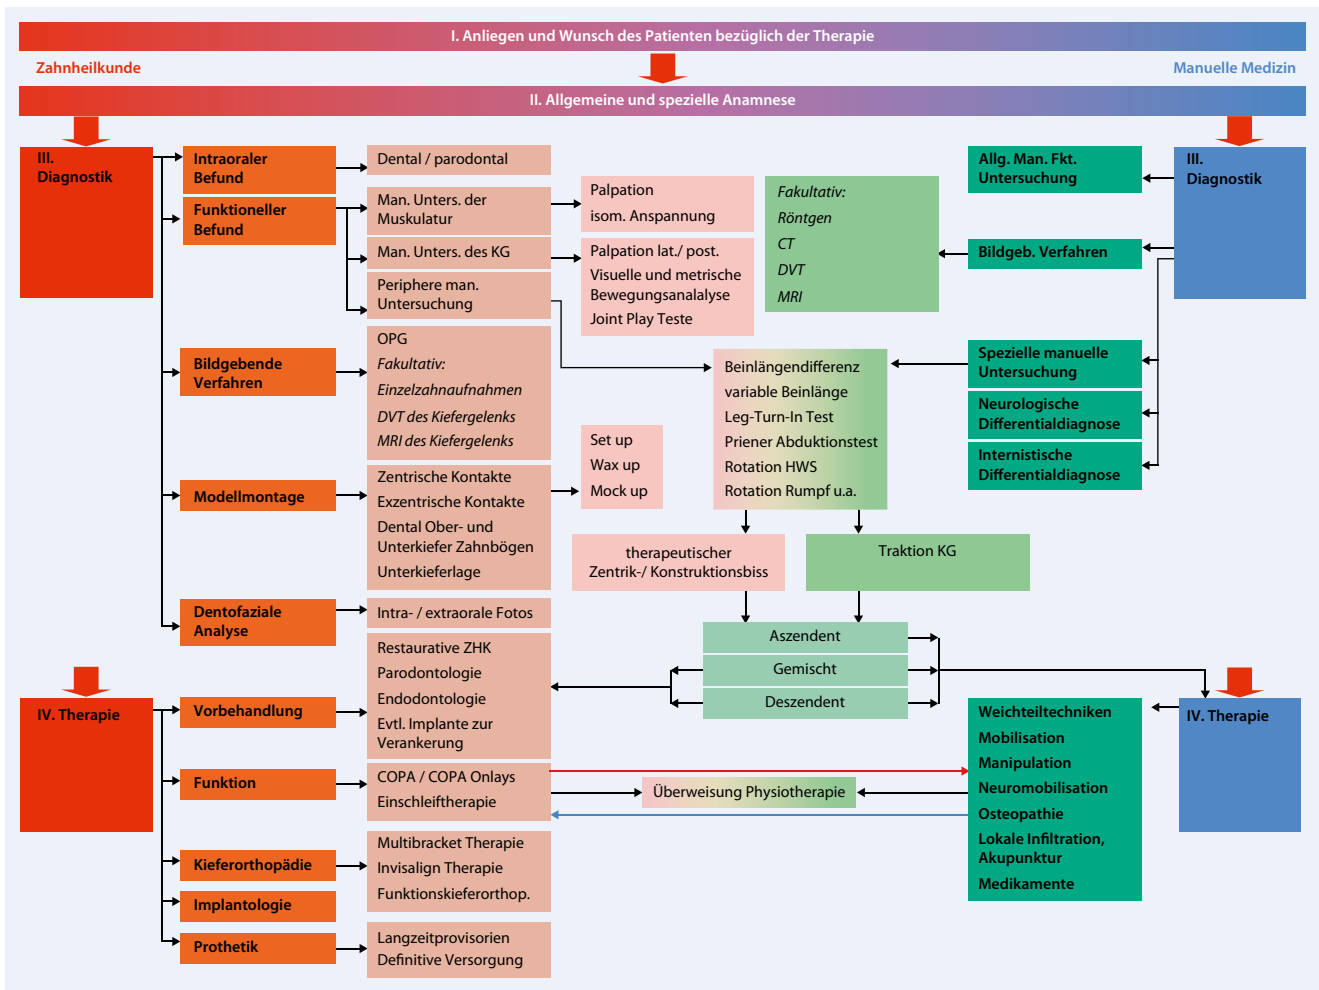 I. Anliegen und Wunsch des Patienten bezüglich der Therapie
Zahnheilkunde
Manuelle Medizin
II. Allgemeine und spezielle Anamnese
III.
Diagnostik
Intraoraler
Befund
Dental / parodontal
Funktioneller
Befund
Man. Unters. der
Muskulatur
Man. Unters. des KG
Periphere man.
Untersuchung
Palpation
isom. Anspannung
Palpation lat./ post.
Visuelle und metrische
Bewegungsanalalyse
Joint Play Teste
Fakultativ:
Röntgen
CT
DVT
MRI
Allg. Man. Fkt.
Untersuchung
Bildgeb. Verfahren
III.
Diagnostik
Bildgebende
Verfahren
OPG
Fakultativ:
Einzelzahnaufnahmen
DVT des Kiefergelenks
MRI des Kiefergelenks
Beinlängendifferenz
variable Beinlänge
Leg-Turn-In Test
Priener Abduktionstest
Rotation HWS
Rotation Rumpf u.a.
Spezielle manuelle
Untersuchung
Neurologische
Differentialdiagnose
Internistische
Differentialdiagnose
Modellmontage
Zentrische Kontakte
Exzentrische Kontakte
Dental Ober- und
Unterkiefer Zahnbögen
Unterkieferlage
Set up
Wax up
Mock up
therapeutischer
Zentrik-/ Konstruktionsbiss
Traktion KG
Dentofaziale
Analyse
Intra- / extraorale Fotos
Aszendent
Gemischt
Deszendent
IV. Therapie
Vorbehandlung
Restaurative ZHK
Parodontologie
Endodontologie
Evtl. Implante zur
Verankerung
Funktion
COPA / COPA Onlays
Einschleiftherapie
Überweisung Physiotherapie
Weichteiltechniken
Mobilisation
Manipulation
Neuromobilisation
Osteopathie
Lokale Infiltration,
Akupunktur
Medikamente
IV. Therapie
Kieferorthopädie
Multibracket Therapie
Invisalign Therapie
Funktionskieferorthop.
Implantologie
Prothetik
Langzeitprovisorien
Definitive Versorgung